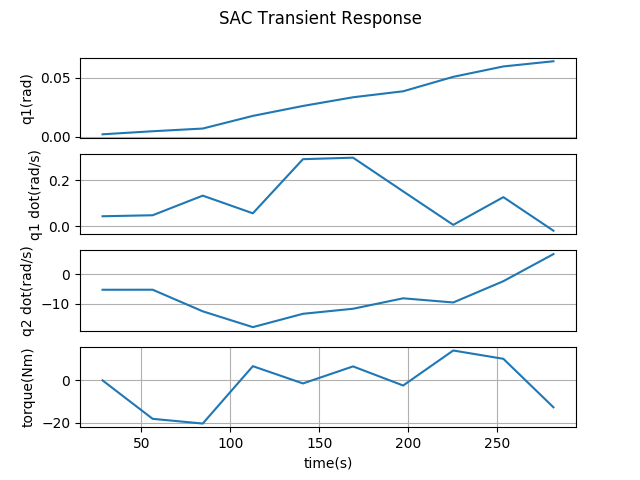 SAC Transient Response
q1(rad)
0.05
0.00
q1 dot(rad/s)
0.2
0.0
q2 dot(rad/s)
0
−10
torque(Nm)
0
−20
50 100 150 200 250
time(s)